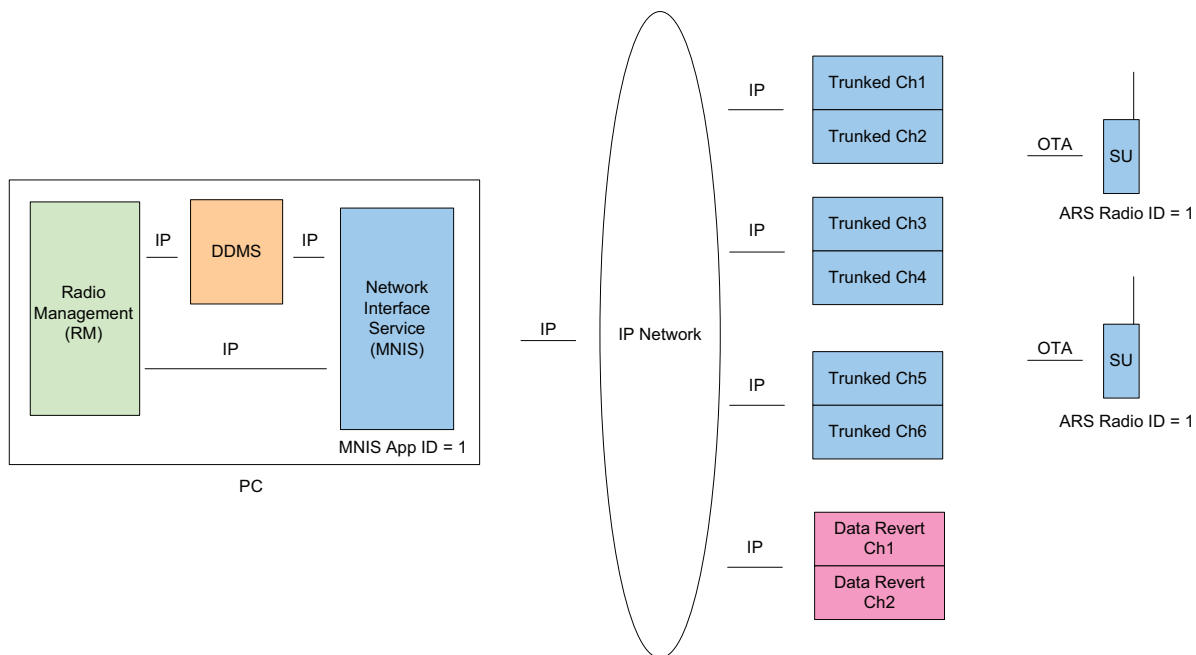 Radio
Management
(RM)
IP
DDMS
IP
Network
Interface
Service
(MNIS)
IP
MNIS App ID = 1
PC
IP
IP Network
IP
Trunked Ch1
Trunked Ch2
IP
Trunked Ch3
Trunked Ch4
IP
Trunked Ch5
Trunked Ch6
IP
Data Revert
Ch1
Data Revert
Ch2
OTA
SU
ARS Radio ID = 1
OTA
SU
ARS Radio ID = 1